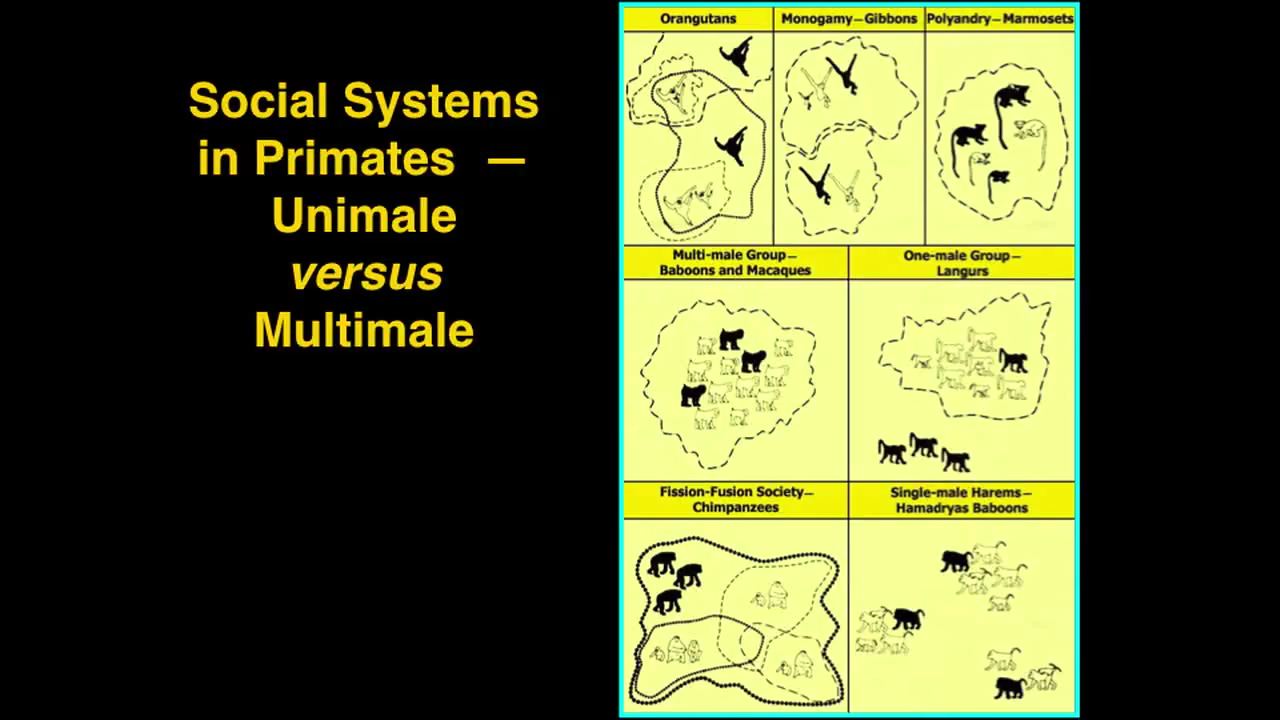 Social Systems
in Primates —
Unimale
versus
Multimale
Orangutans
Monogamy—Gibbons
Polyandry—Marmosets
Multi-male Group—
Baboons and Macaques
One-male Group—
Langurs
Fission-Fusion Society—
Chimpanzees
Single-male Harems—
Hamadryas Baboons